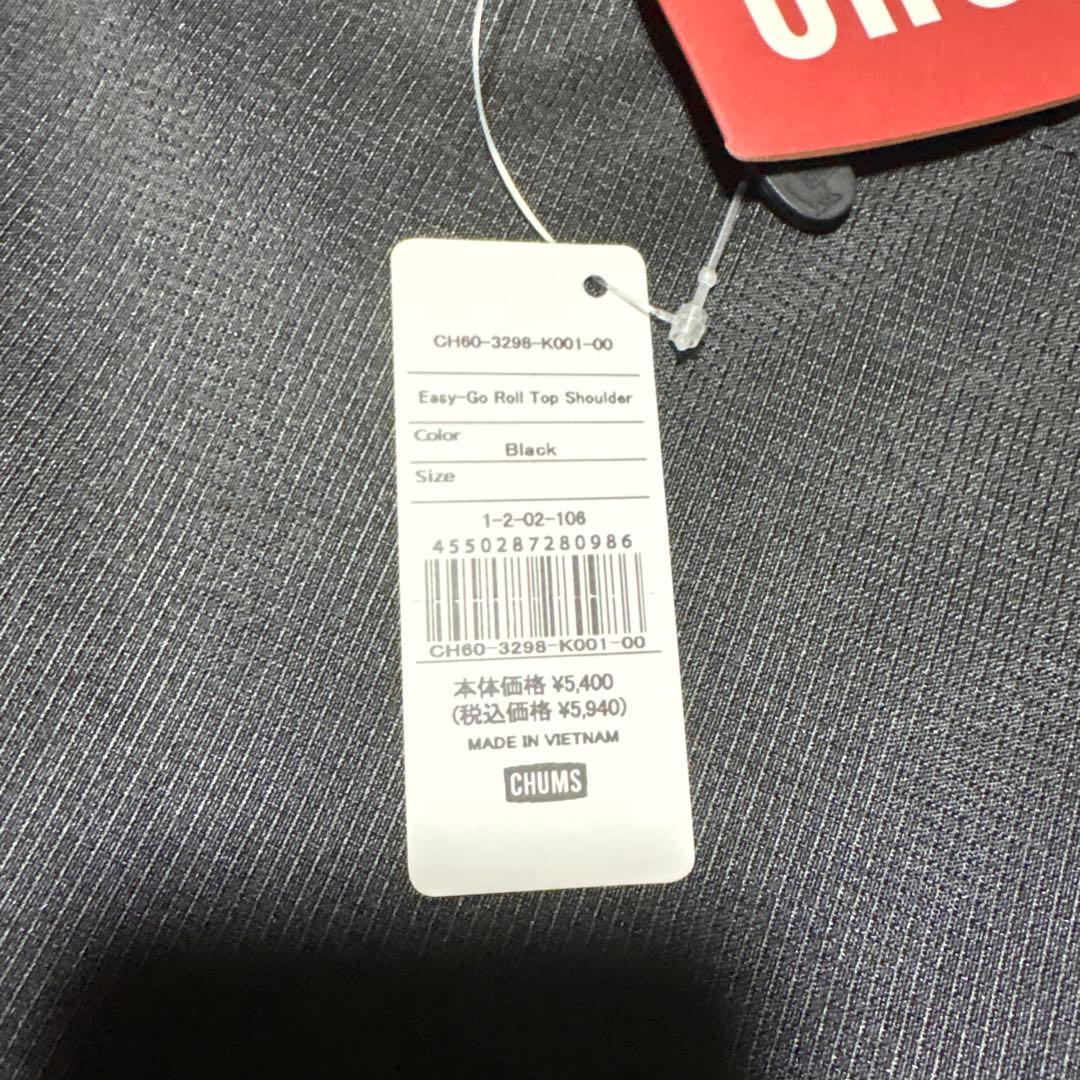 CH60-3298-K001-00
Easy-Go Roll Top Shoulder
Color
Black
Size
1-2-02-106
4550287280986
CH60-3298-K001-00
本体価格 ¥5,400
(税込価格 ¥5,940)
MADE IN VIETNAM
CHUMS